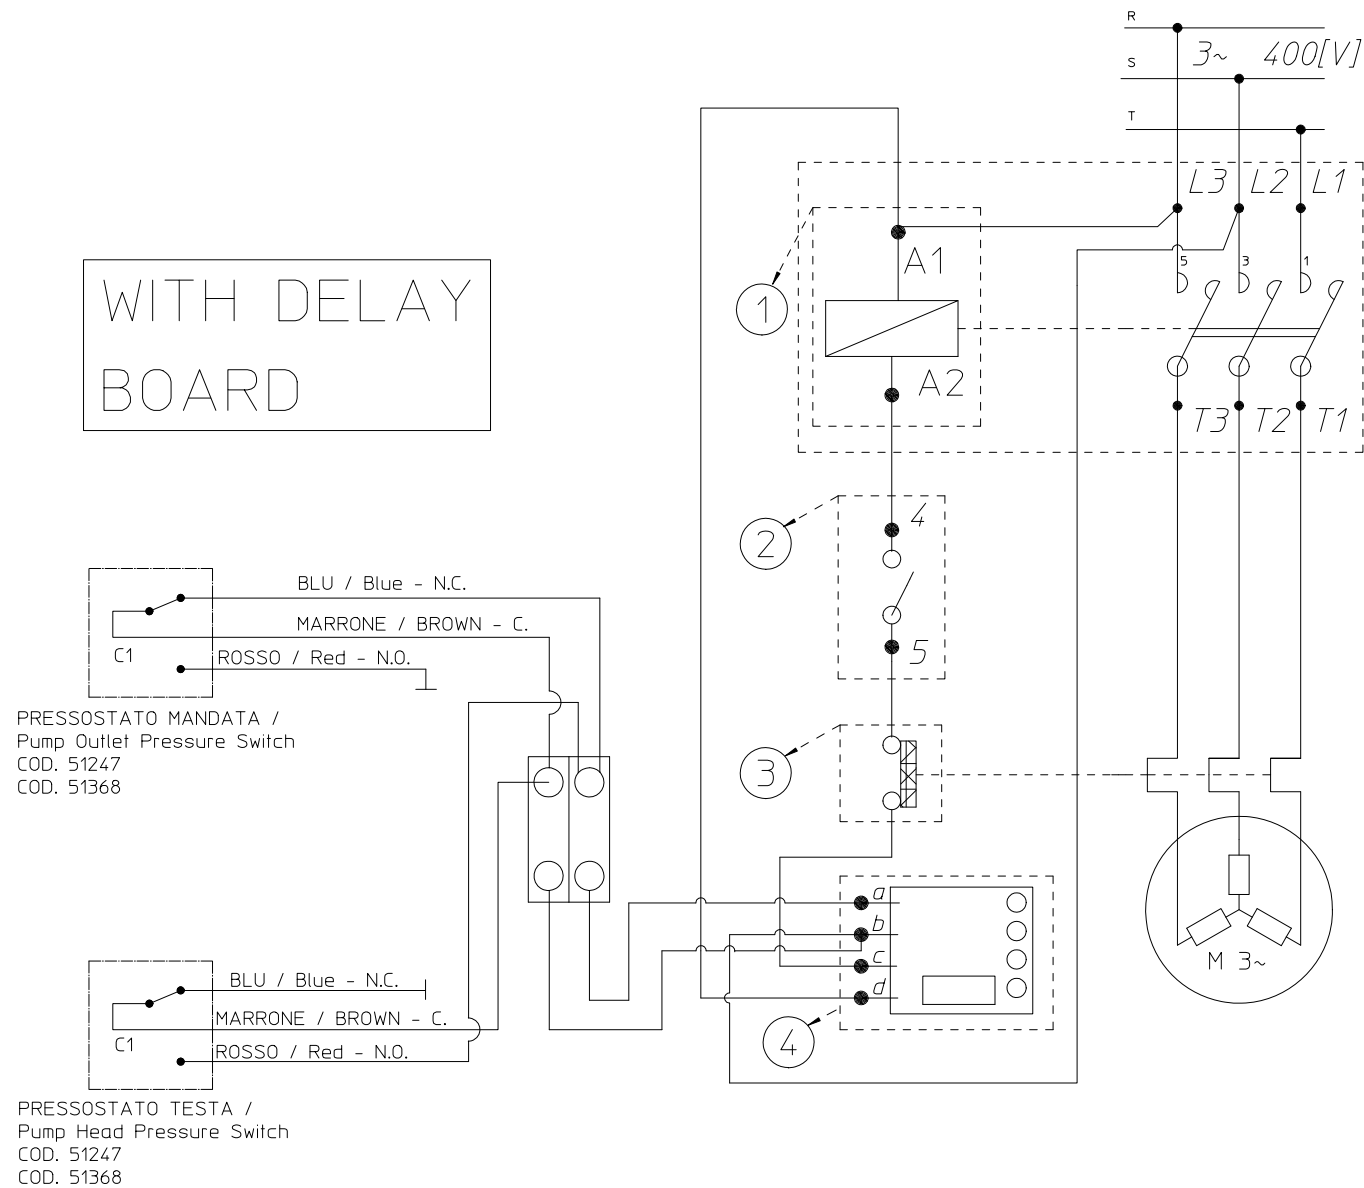 R
3~ 400[V]
S
T
L3 L2 L1
A1
5
3
1
1
WITH DELAY
BOARD
A2
T3 T2 T1
4
2
5
BLU / Blue - N.C.
MARRONE / BROWN - C.
C1
ROSSO / Red - N.O.
PRESSOSTATO MANDATA /
Pump Outlet Pressure Switch
COD. 51247
COD. 51368
3
a
b
c
d
M 3~
BLU / Blue - N.C.
MARRONE / BROWN - C.
C1
ROSSO / Red - N.O.
4
PRESSOSTATO TESTA /
Pump Head Pressure Switch
COD. 51247
COD. 51368